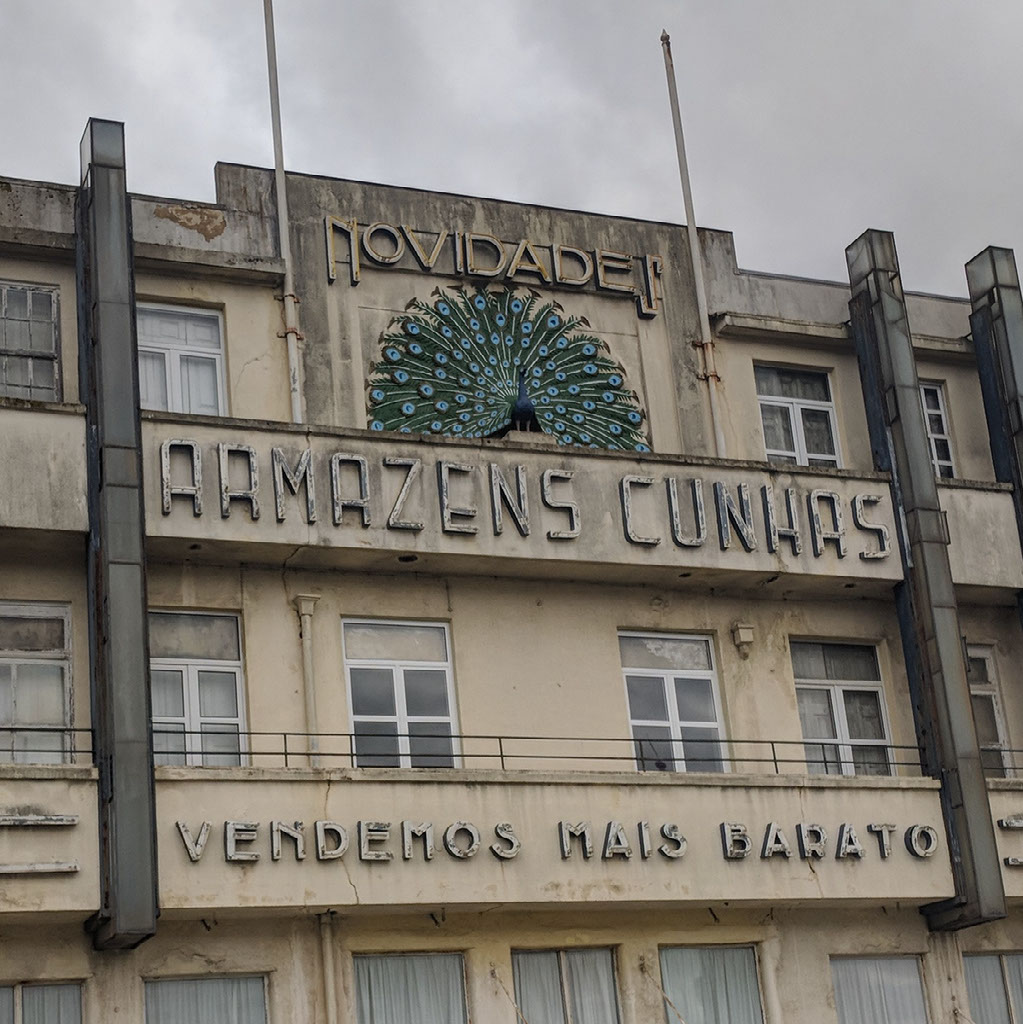 NOVIDADES
ARMAZENS CUNHAS
VENDEMOS MAIS BARATO